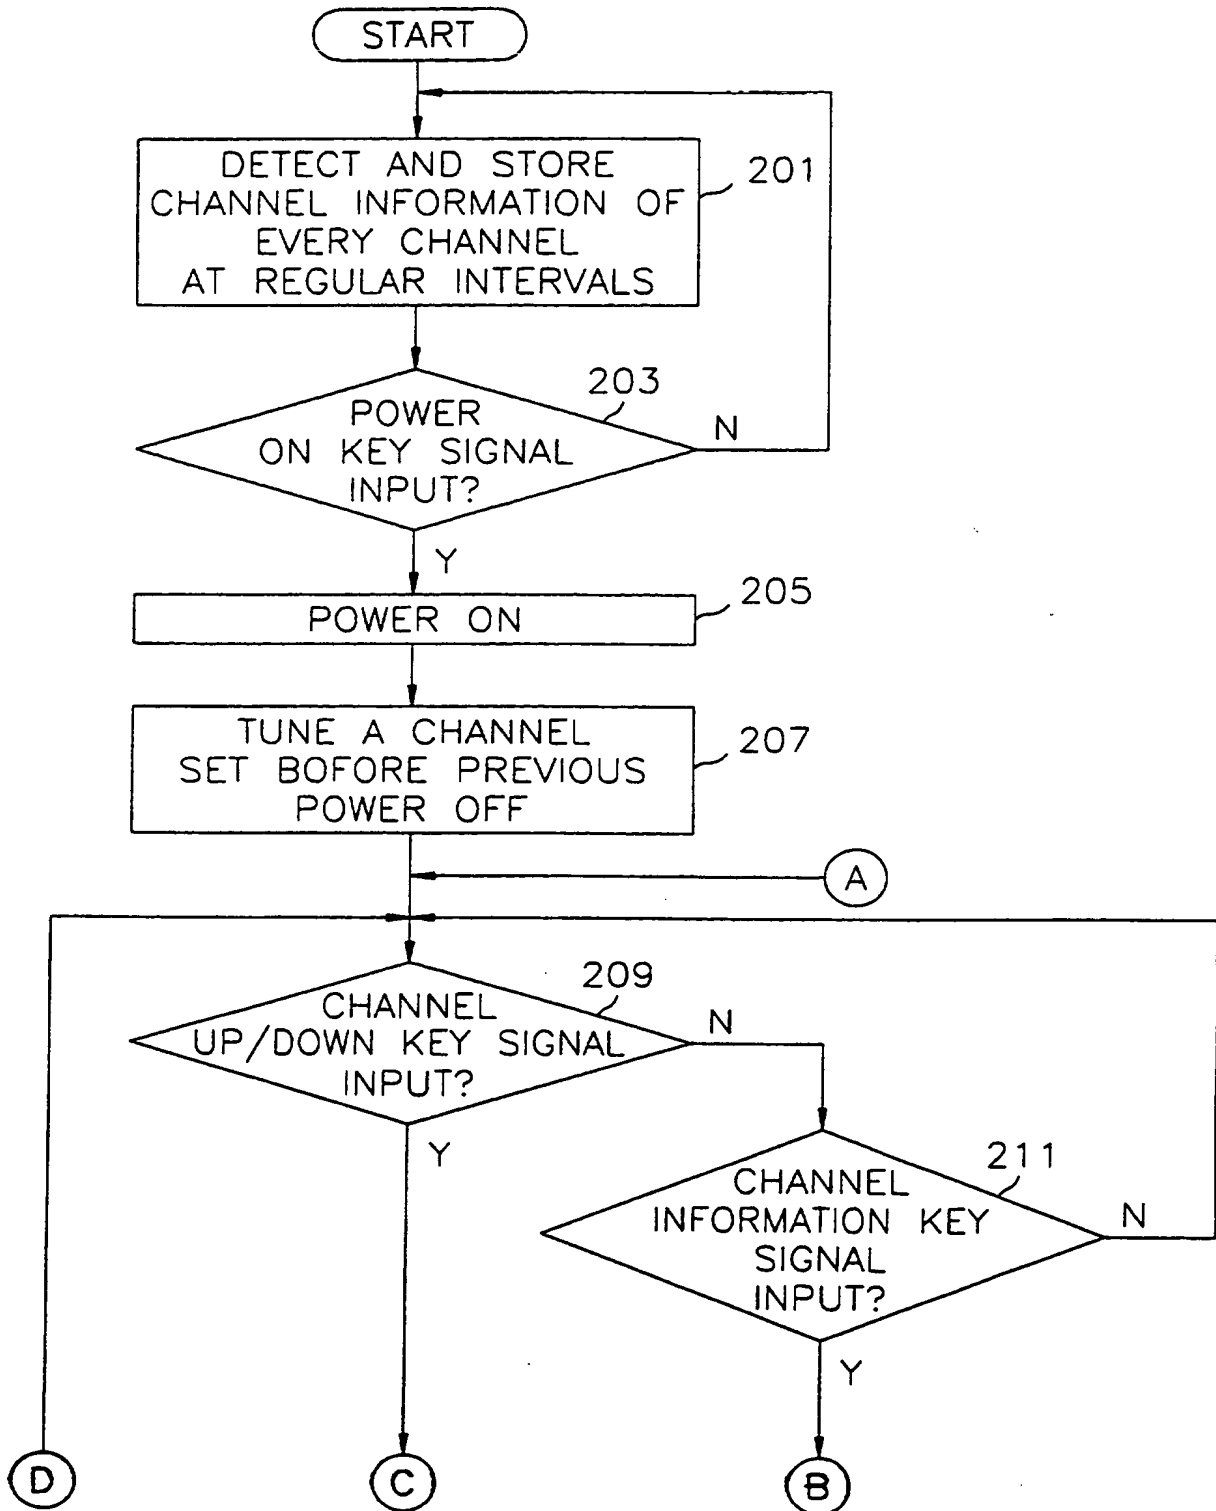 START
DETECT AND STORE
CHANNEL INFORMATION OF
EVERY CHANNEL
AT REGULAR INTERVALS
201
POWER
ON KEY SIGNAL
INPUT?
203
N
Y
POWER ON
205
TUNE A CHANNEL
SET BOFORE PREVIOUS
POWER OFF
207
A
CHANNEL
UP/DOWN KEY SIGNAL
INPUT?
209
N
Y
CHANNEL
INFORMATION KEY
SIGNAL
INPUT?
211
N
Y
D
C
B